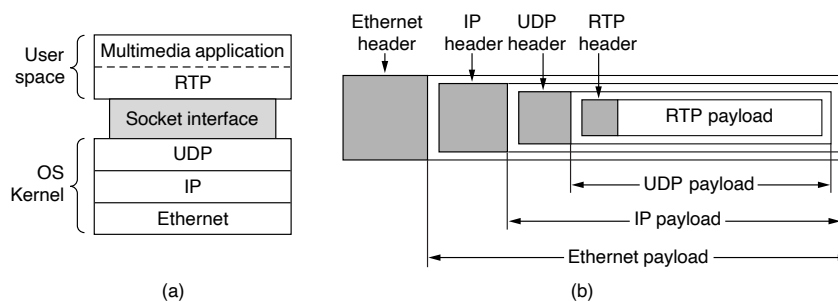 User
space
Multimedia application
RTP
Socket interface
OS
Kernel
UDP
IP
Ethernet
(a)
Ethernet
header
IP
header
UDP
header
RTP
header
RTP payload
UDP payload
IP payload
Ethernet payload
(b)